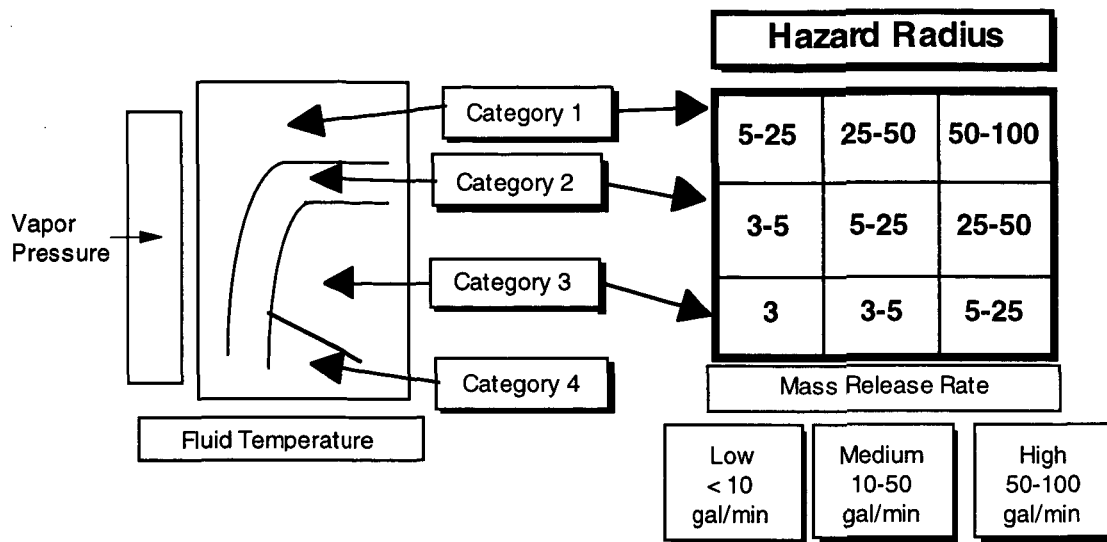 Hazard Radius
Category 1
5-25 25-50 50-100
Category 2
Vapor
Pressure
3-5 5-25 25-50
Category 3
3 3-5 5-25
Category 4
Mass Release Rate
Fluid Temperature
Low
< 10
gal/min
Medium
10-50
gal/min
High
50-100
gal/min